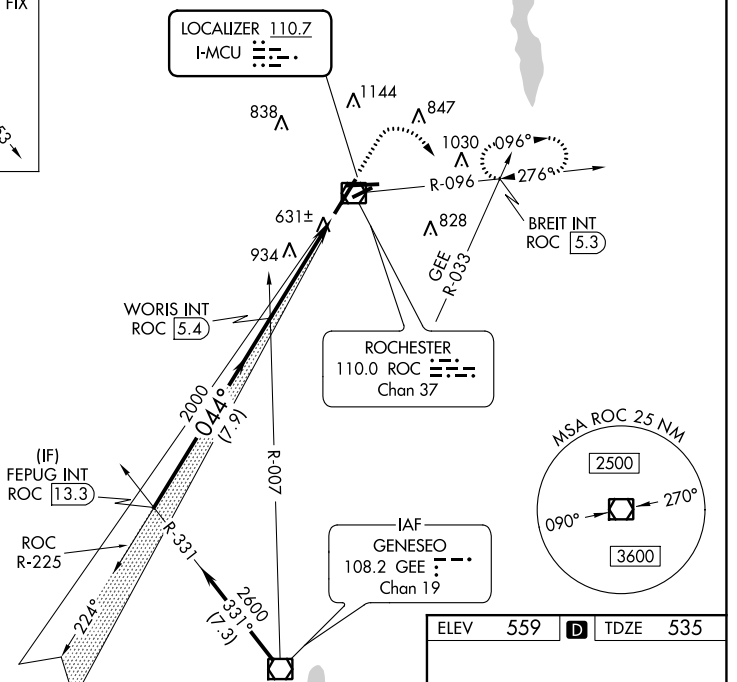 FIX
LOCALIZER 110.7
I-MCU
838
1144
847
1030
096°
276°
R-096
631±
934
828
BREIT INT
ROC 5.3
GEE
R-033
WORIS INT
ROC 5.4
ROCHESTER
110.0 ROC
Chan 37
2000
044°
(7.9)
R-007
MSA ROC 25 NM
2500
090°
270°
3600
(IF)
FEPUG INT
ROC 13.3
ROC
R-225
R-331
224°
2600
331°
(7.3)
IAF
GENESEO
108.2 GEE
Chan 19
ELEV 559 D TDZE 535